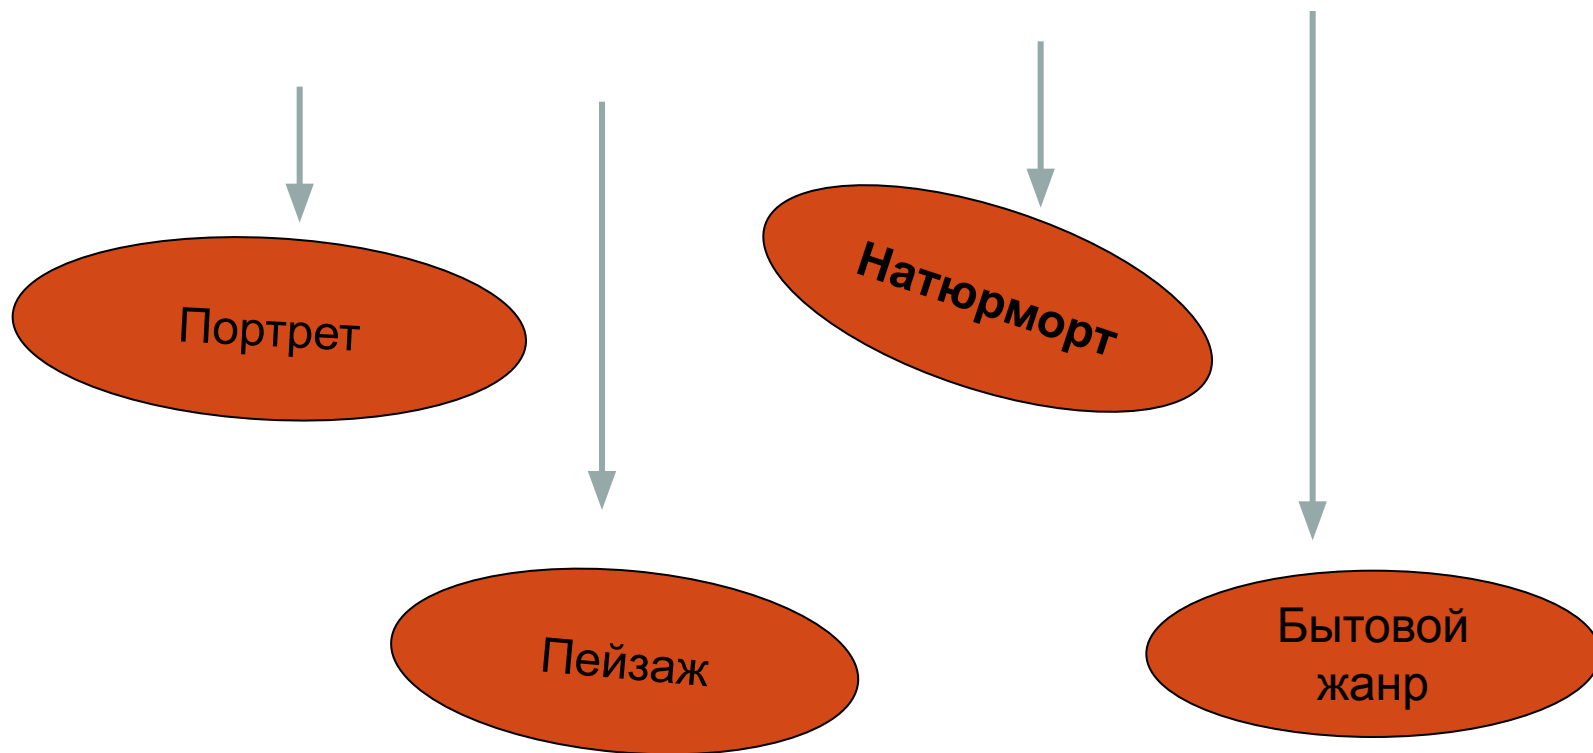 Портрет
Натюрморт
Пейзаж
Бытовой
жанр